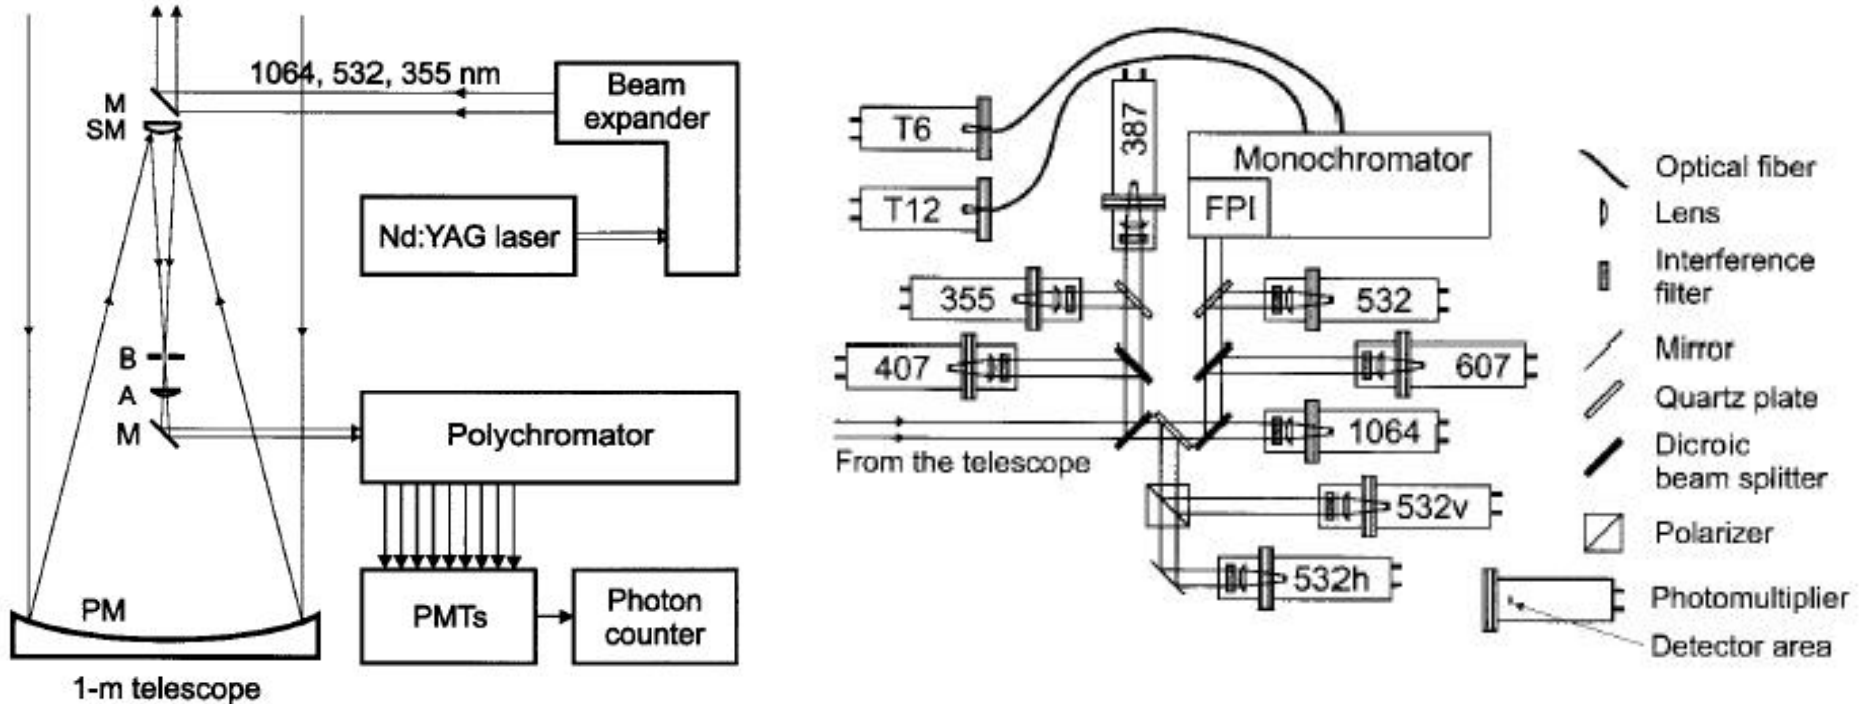 1064, 532, 355 nm
Beam
expander
M
SM
Nd:YAG laser
B
A
M
Polychromator
PM
PMTs
Photon
counter
1-m telescope
T6
387
Monochromator
T12
FPI
355
532
407
607
1064
From the telescope
532v
532h
Optical fiber
Lens
Interference
filter
Mirror
Quartz plate
Dicroic
beam splitter
Polarizer
Photomultiplier
Detector area